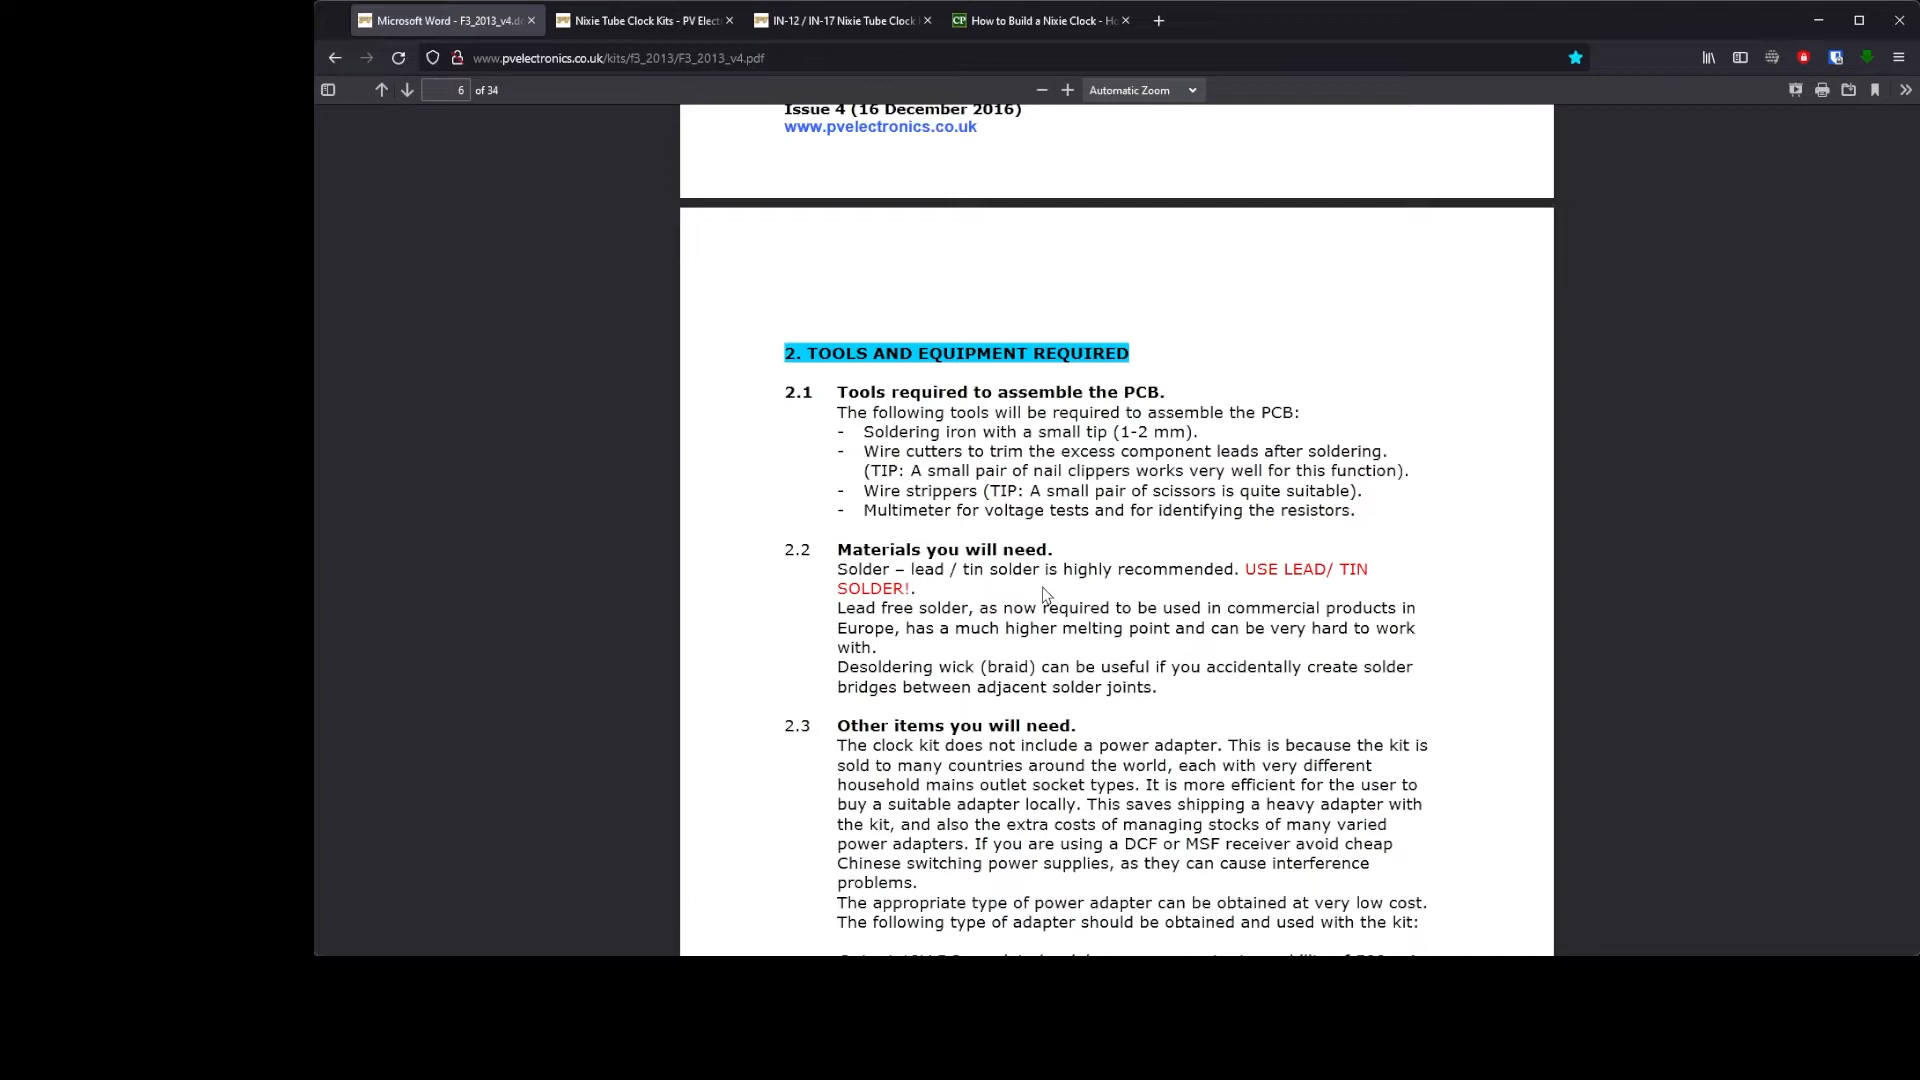 Microsoft Word - F3_2013_v4.do
Nixie Tube Clock Kits - PV Elect
IN-12 / IN-17 Nixie Tube Clock
CP
How to Build a Nixie Clock - Ho
www.pvelectronics.co.uk/kits/f3_2013/F3_2013_v4.pdf
6 of 34
Automatic Zoom
Issue 4 (16 December 2016)
www.pvelectronics.co.uk
2. TOOLS AND EQUIPMENT REQUIRED
2.1 Tools required to assemble the PCB.
The following tools will be required to assemble the PCB:
- Soldering iron with a small tip (1-2 mm).
- Wire cutters to trim the excess component leads after soldering.
(TIP: A small pair of nail clippers works very well for this function).
- Wire strippers (TIP: A small pair of scissors is quite suitable).
- Multimeter for voltage tests and for identifying the resistors.
2.2 Materials you will need.
Solder – lead / tin solder is highly recommended. USE LEAD/ TIN
SOLDER!.
Lead free solder, as now required to be used in commercial products in
Europe, has a much higher melting point and can be very hard to work
with.
Desoldering wick (braid) can be useful if you accidentally create solder
bridges between adjacent solder joints.
2.3 Other items you will need.
The clock kit does not include a power adapter. This is because the kit is
sold to many countries around the world, each with very different
household mains outlet socket types. It is more efficient for the user to
buy a suitable adapter locally. This saves shipping a heavy adapter with
the kit, and also the extra costs of managing stocks of many varied
power adapters. If you are using a DCF or MSF receiver avoid cheap
Chinese switching power supplies, as they can cause interference
problems.
The appropriate type of power adapter can be obtained at very low cost.
The following type of adapter should be obtained and used with the kit: